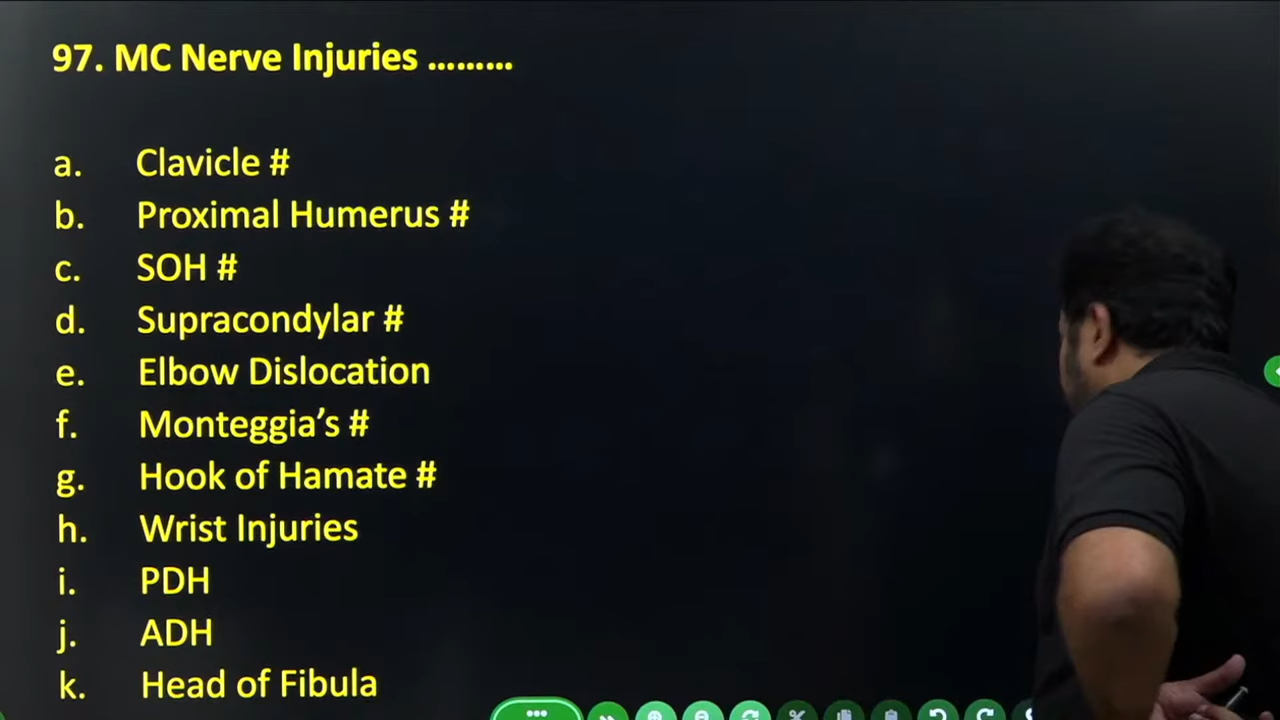 97. MC Nerve Injuries .........
a. Clavicle #
b. Proximal Humerus #
c. SOH #
d. Supracondylar #
e. Elbow Dislocation
f. Monteggia’s #
g. Hook of Hamate #
h. Wrist Injuries
i. PDH
j. ADH
k. Head of Fibula